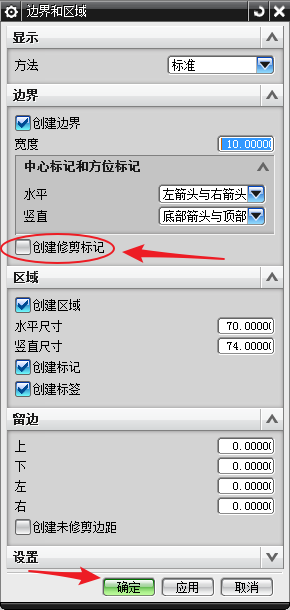 边界和区域
显示
方法
标准
边界
创建边界
宽度
10.0000
中心标记和方位标记
水平
左箭头与右箭头
竖直
底部箭头与顶部
创建修剪标记
区域
创建区域
水平尺寸
70.0000
竖直尺寸
74.0000
创建标记
创建标签
留边
上
0.0000
下
0.0000
左
0.0000
右
0.0000
创建未修剪边距
设置
确定 应用 取消